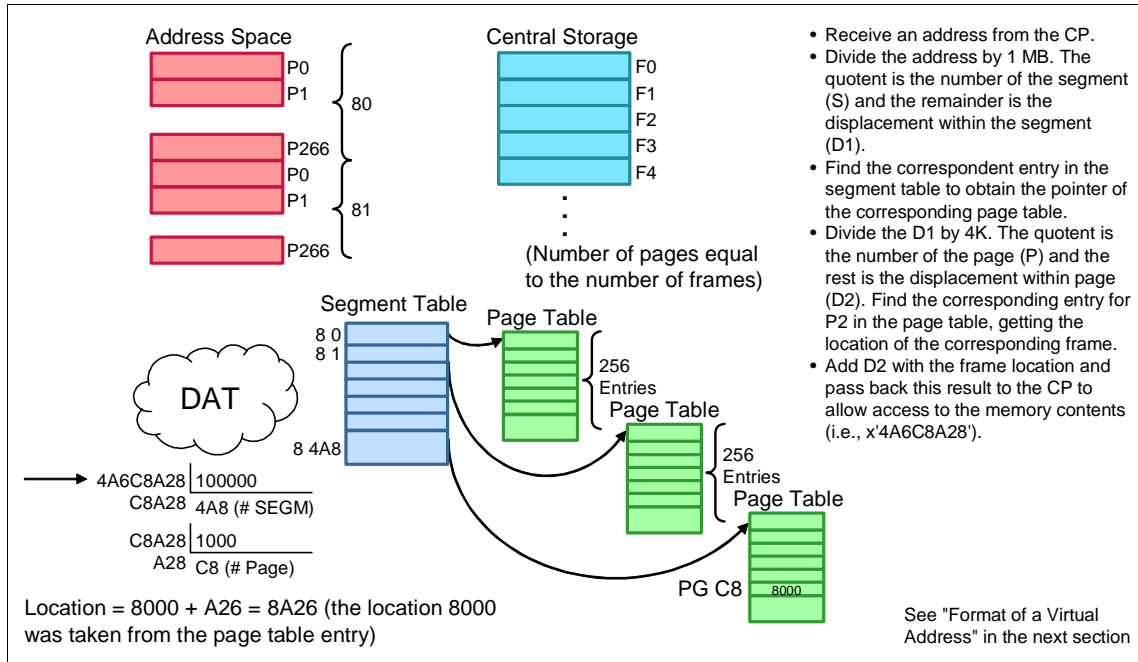 Address Space
P0
P1
80
P266
P0
P1
81
P266
Central Storage
F0
F1
F2
F3
F4
(Number of pages equal
to the number of frames)
• Receive an address from the CP.
• Divide the address by 1 MB. The
quotent is the number of the segment
(S) and the remainder is the
displacement within the segment
(D1).
• Find the correspondent entry in the
segment table to obtain the pointer of
the corresponding page table.
• Divide the D1 by 4K. The quotent is
the number of the page (P) and the
rest is the displacement within page
(D2). Find the corresponding entry for
P2 in the page table, getting the
location of the corresponding frame.
• Add D2 with the frame location and
pass back this result to the CP to
allow access to the memory contents
(i.e., x'4A6C8A28').
Segment Table
8 0
8 1
8 4A8
Page Table
256
Entries
Page Table
256
Entries
Page Table
PG C8
8000
DAT
4A6C8A28 100000
C8A28 4A8 (# SEGM)
C8A28 1000
A28 C8 (# Page)
Location = 8000 + A26 = 8A26 (the location 8000
was taken from the page table entry)
See "Format of a Virtual
Address" in the next section